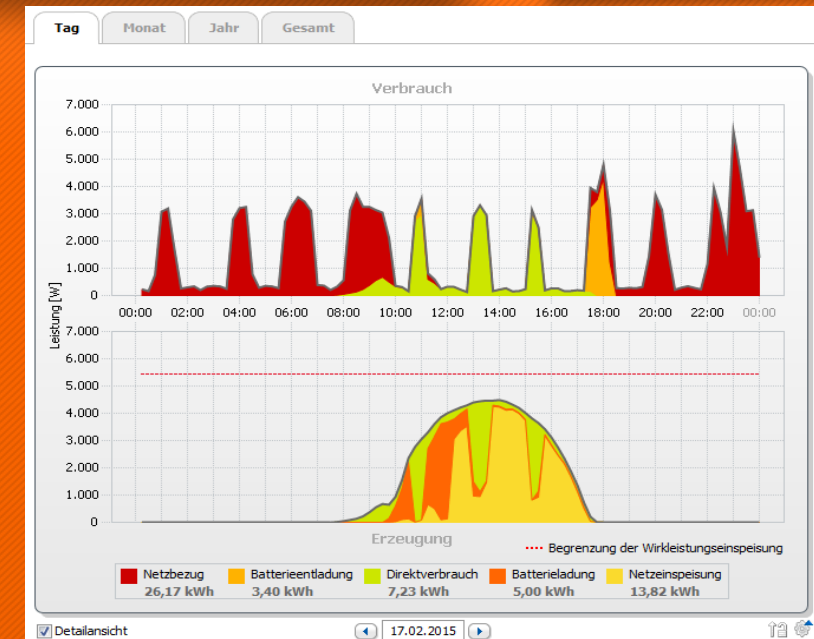 Tag Monat Jahr Gesamt
Verbrauch
7.000
6.000
5.000
4.000
3.000
2.000
1.000
0
00:00 02:00 04:00 06:00 08:00 10:00 12:00 14:00 16:00 18:00 20:00 22:00 00:00
Leistung [W]
7.000
6.000
5.000
4.000
3.000
2.000
1.000
0
Erzeugung
Begrenzung der Wirkleistungseinspeisung
Netzbezug Batterieentladung Direktverbrauch Batterieladung Netzeinspeisung
26,17 kWh 3,40 kWh 7,23 kWh 5,00 kWh 13,82 kWh
Detailansicht 17.02.2015